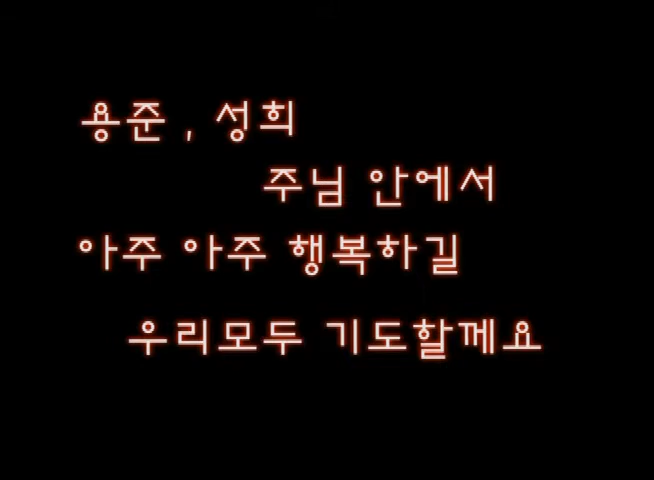 용준 , 성희
주님 안에서
아주 아주 행복하길
우리모두 기도할께요